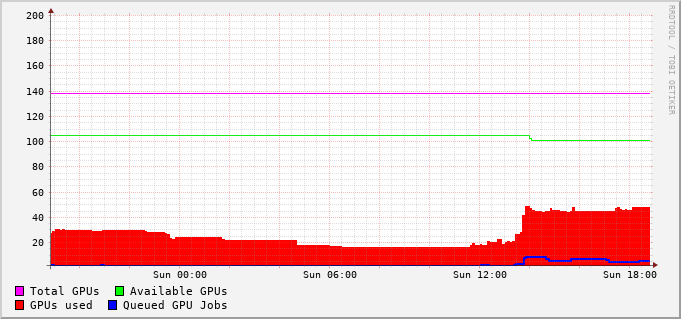 RRDTOOL / TOBI OETIKER
200
180
160
140
120
100
80
60
40
20
Sun 00:00 Sun 06:00 Sun 12:00 Sun 18:00
Total GPUs Available GPUs
GPUs used Queued GPU Jobs